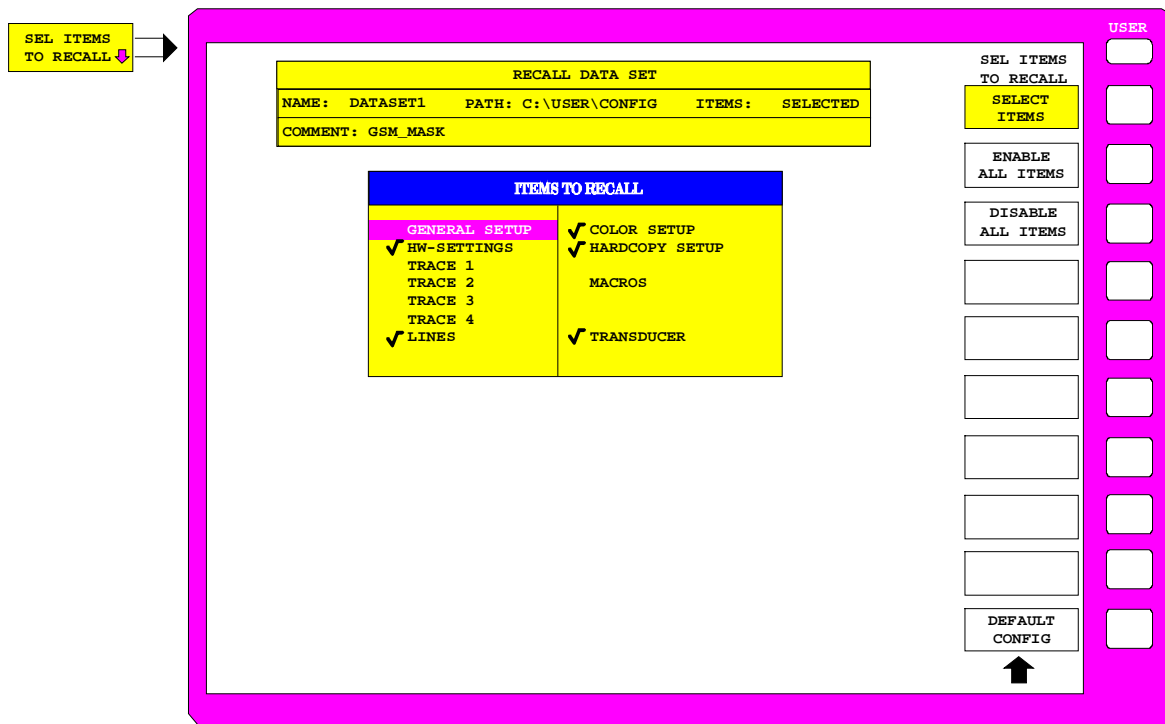 SEL ITEMS
TO RECALL
USER
RECALL DATA SET
NAME: DATASET1 PATH: C:\USER\CONFIG ITEMS: SELECTED
COMMENT: GSM_MASK
ITEMS TO RECALL
GENERAL SETUP
√ HW-SETTINGS
TRACE 1
TRACE 2
TRACE 3
TRACE 4
√ LINES
√ COLOR SETUP
√ HARDCOPY SETUP
MACROS
√ TRANSDUCER
SEL ITEMS
TO RECALL
SELECT
ITEMS
ENABLE
ALL ITEMS
DISABLE
ALL ITEMS
DEFAULT
CONFIG